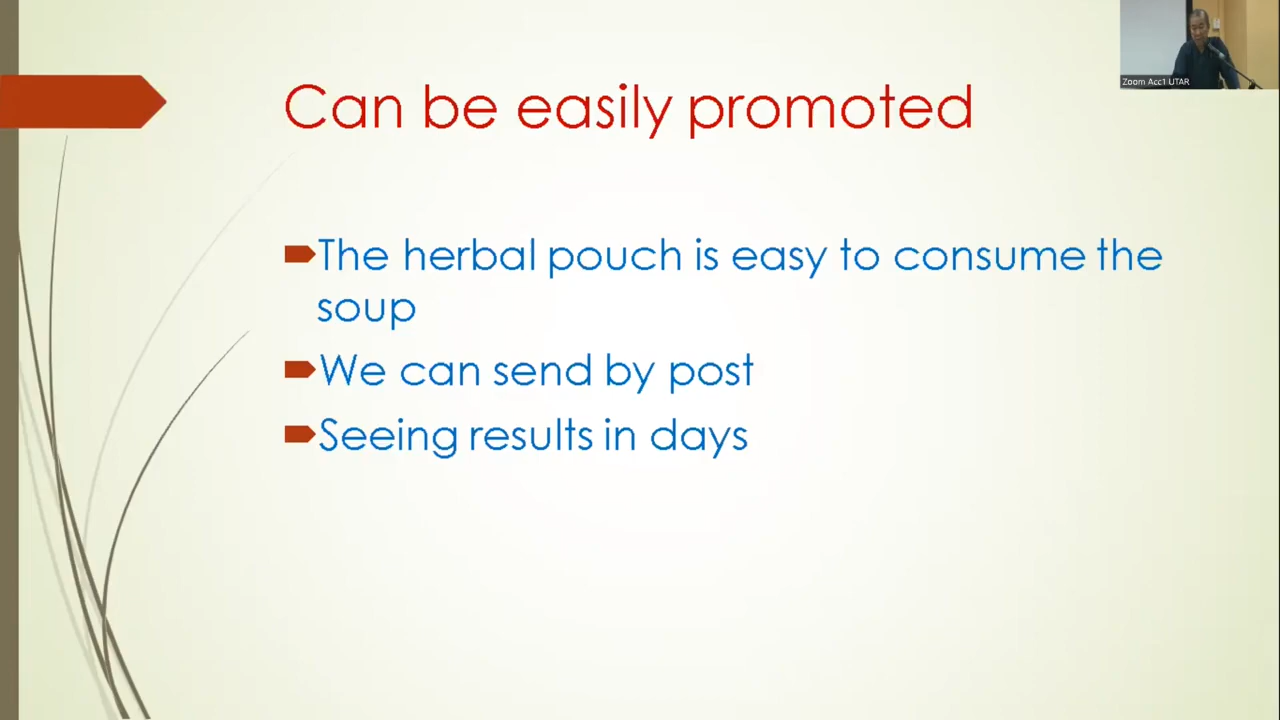 Zoom Acc1 UTAR
Can be easily promoted
The herbal pouch is easy to consume the
soup
We can send by post
Seeing results in days